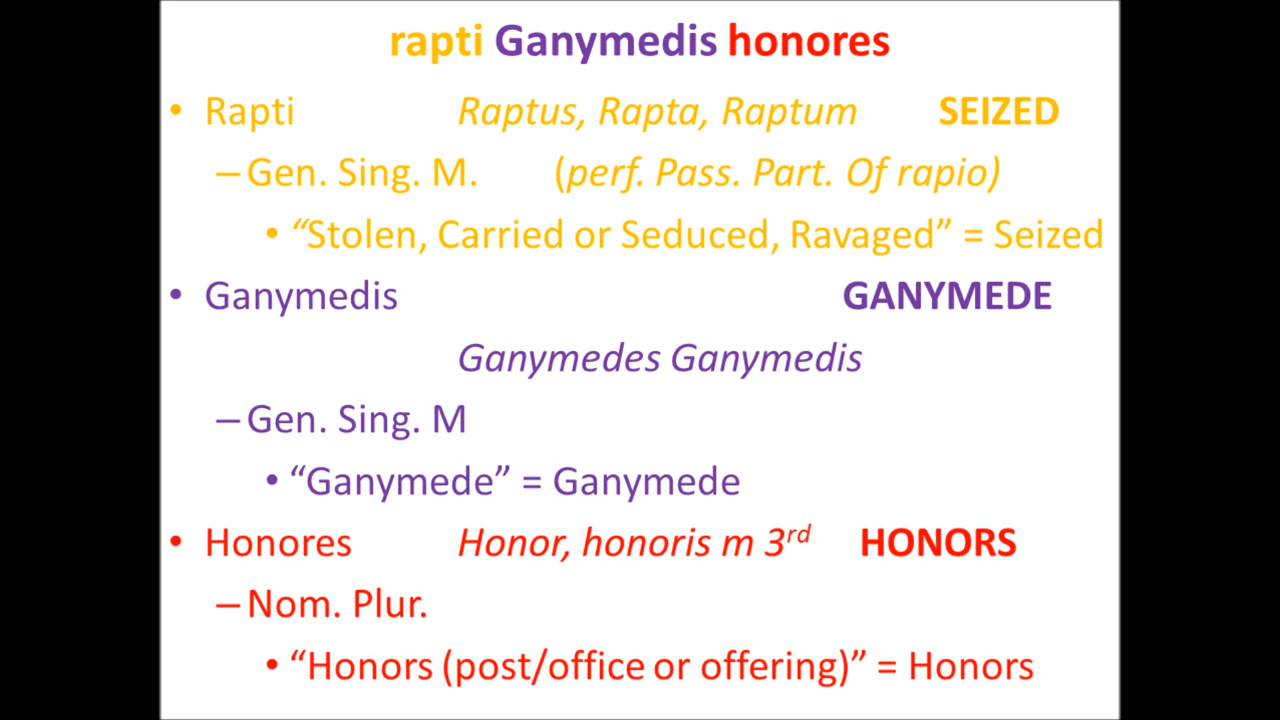 rapti Ganymedis honores
• Rapti Raptus, Rapta, Raptum SEIZED
– Gen. Sing. M. (perf. Pass. Part. Of rapio)
• “Stolen, Carried or Seduced, Ravaged” = Seized
• Ganymedis GANYMEDE
Ganymedes Ganymedis
– Gen. Sing. M
• “Ganymede” = Ganymede
• Honores Honor, honoris m 3rd HONORS
– Nom. Plur.
• “Honors (post/office or offering)” = Honors